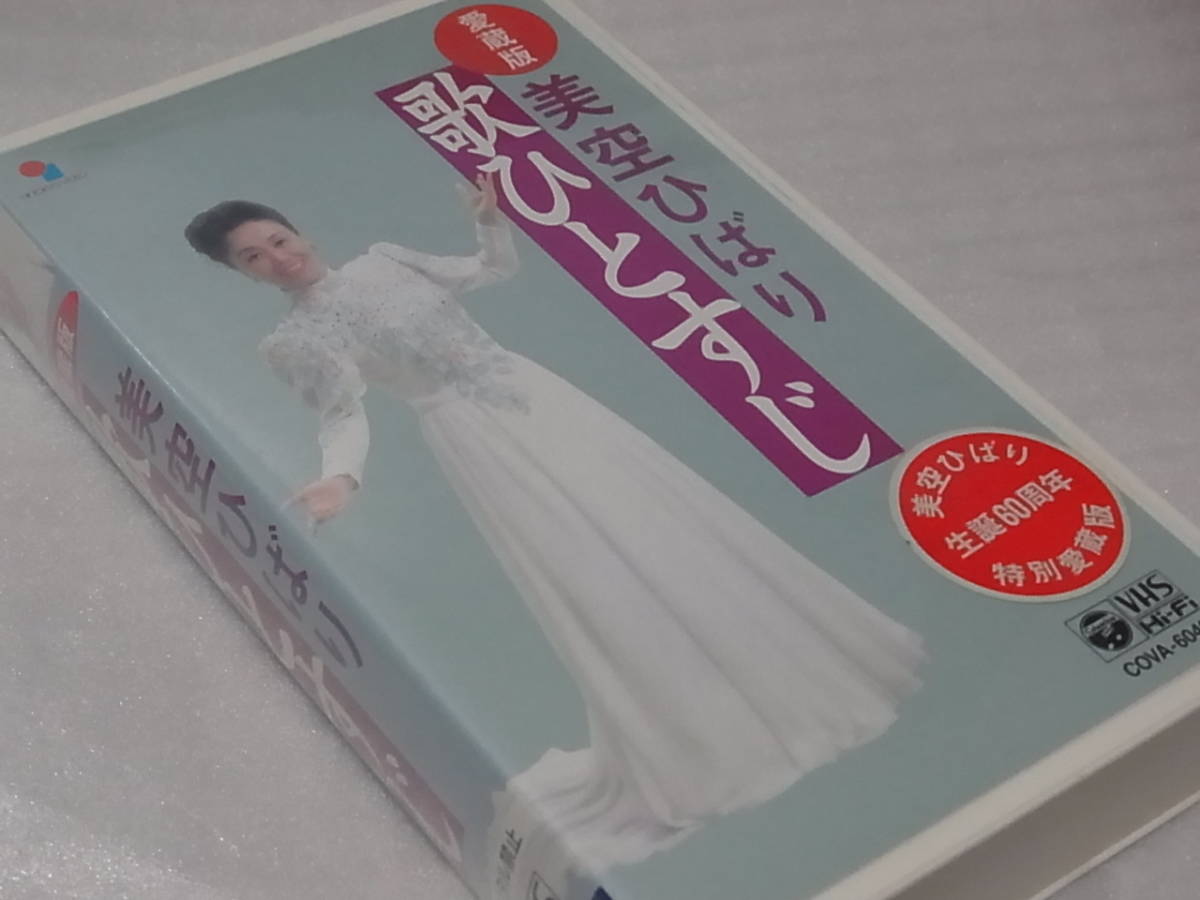 愛蔵版
美空ひばり
歌ひとすじ
美空ひばり
生誕60周年
特別愛蔵版
VHS
Hi-Fi
美空ひばり